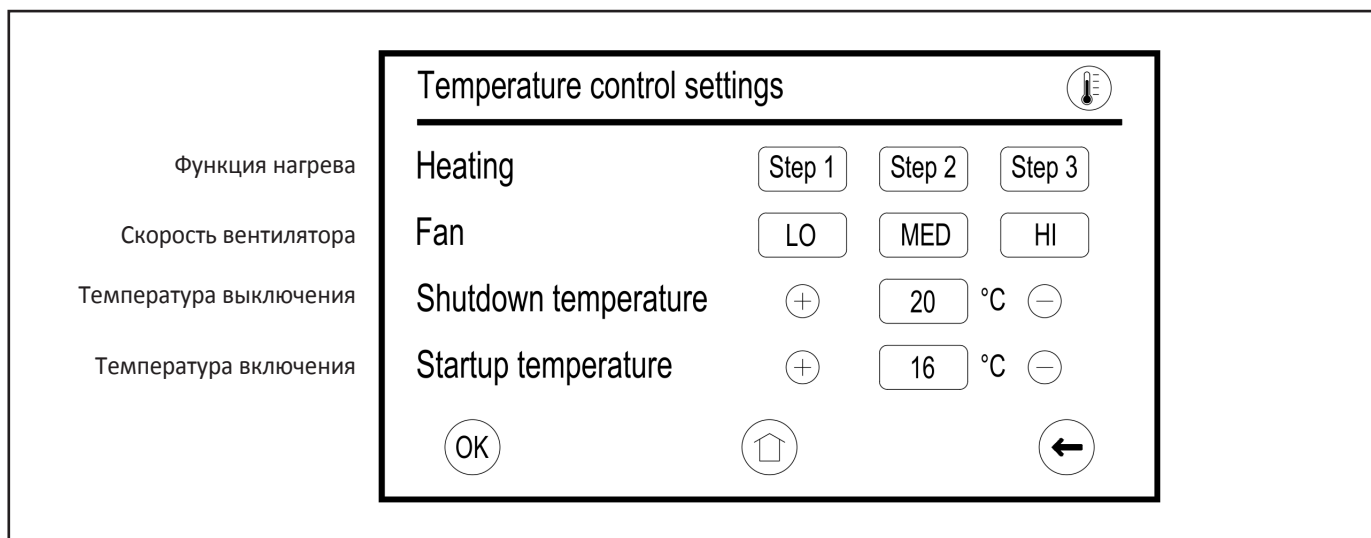 Temperature control settings
Функция нагрева Heating Step 1 Step 2 Step 3
Скорость вентилятора Fan LO MED HI
Температура выключения Shutdown temperature + 20 °C −
Температура включения Startup temperature + 16 °C −
OK